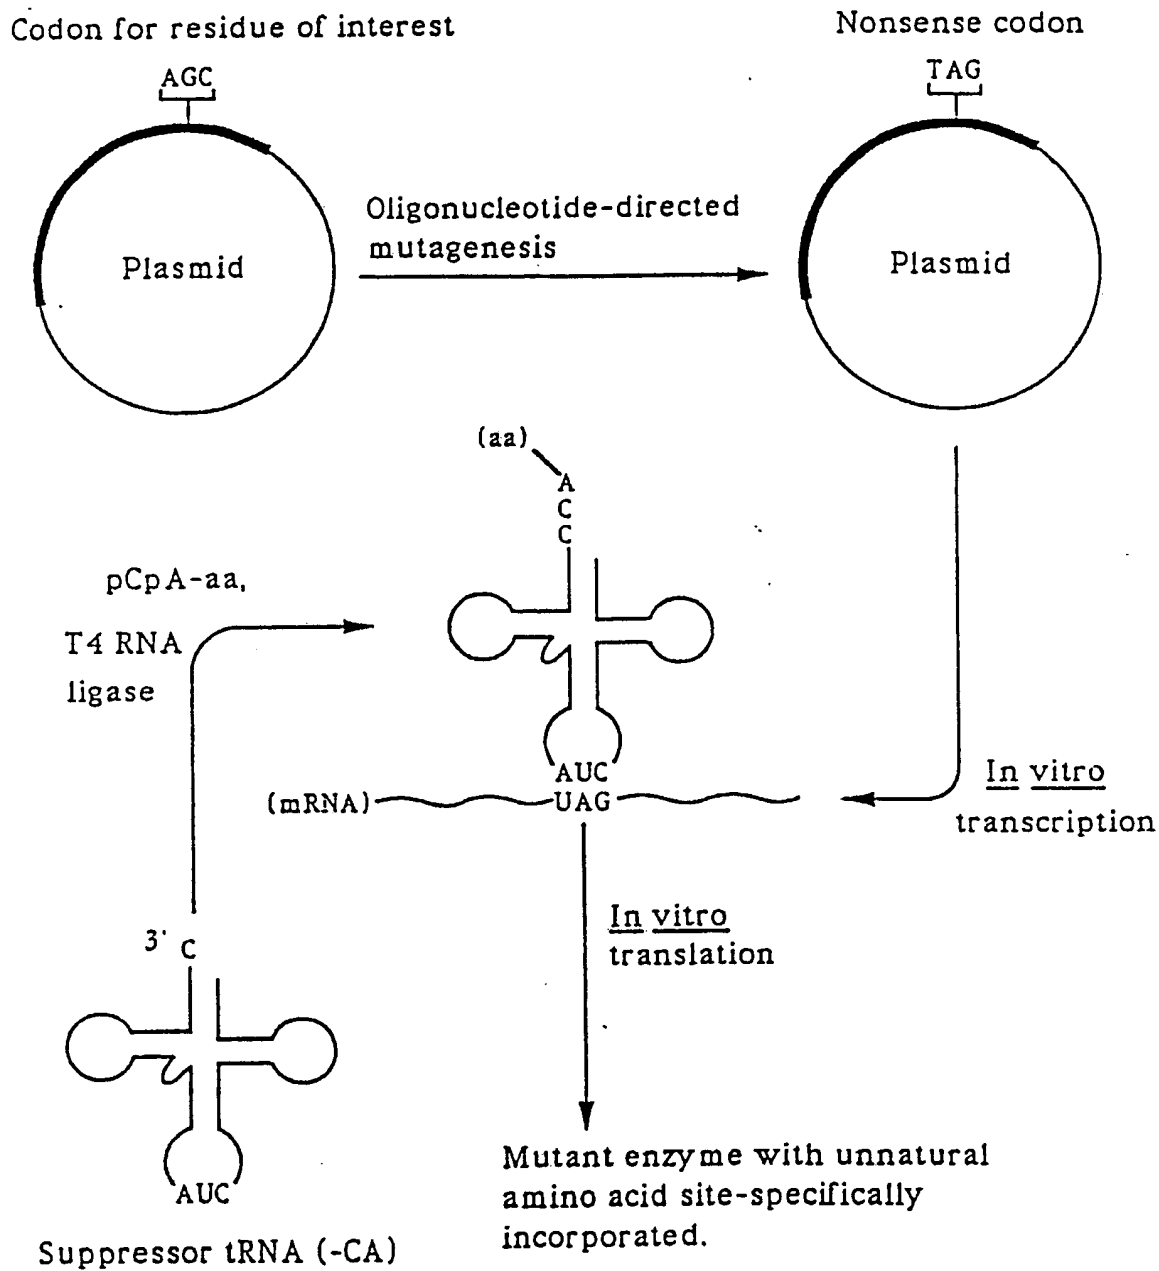 Codon for residue of interest
Nonsense codon
AGC
TAG
Oligonucleotide-directed
mutagenesis
Plasmid
Plasmid
(aa)
A
C
C
pCpA-aa,
T4 RNA
ligase
AUC
(mRNA) UAG
In vitro
transcription
In vitro
translation
3' C
AUC
Suppressor tRNA (-CA)
Mutant enzyme with unnatural
amino acid site-specifically
incorporated.